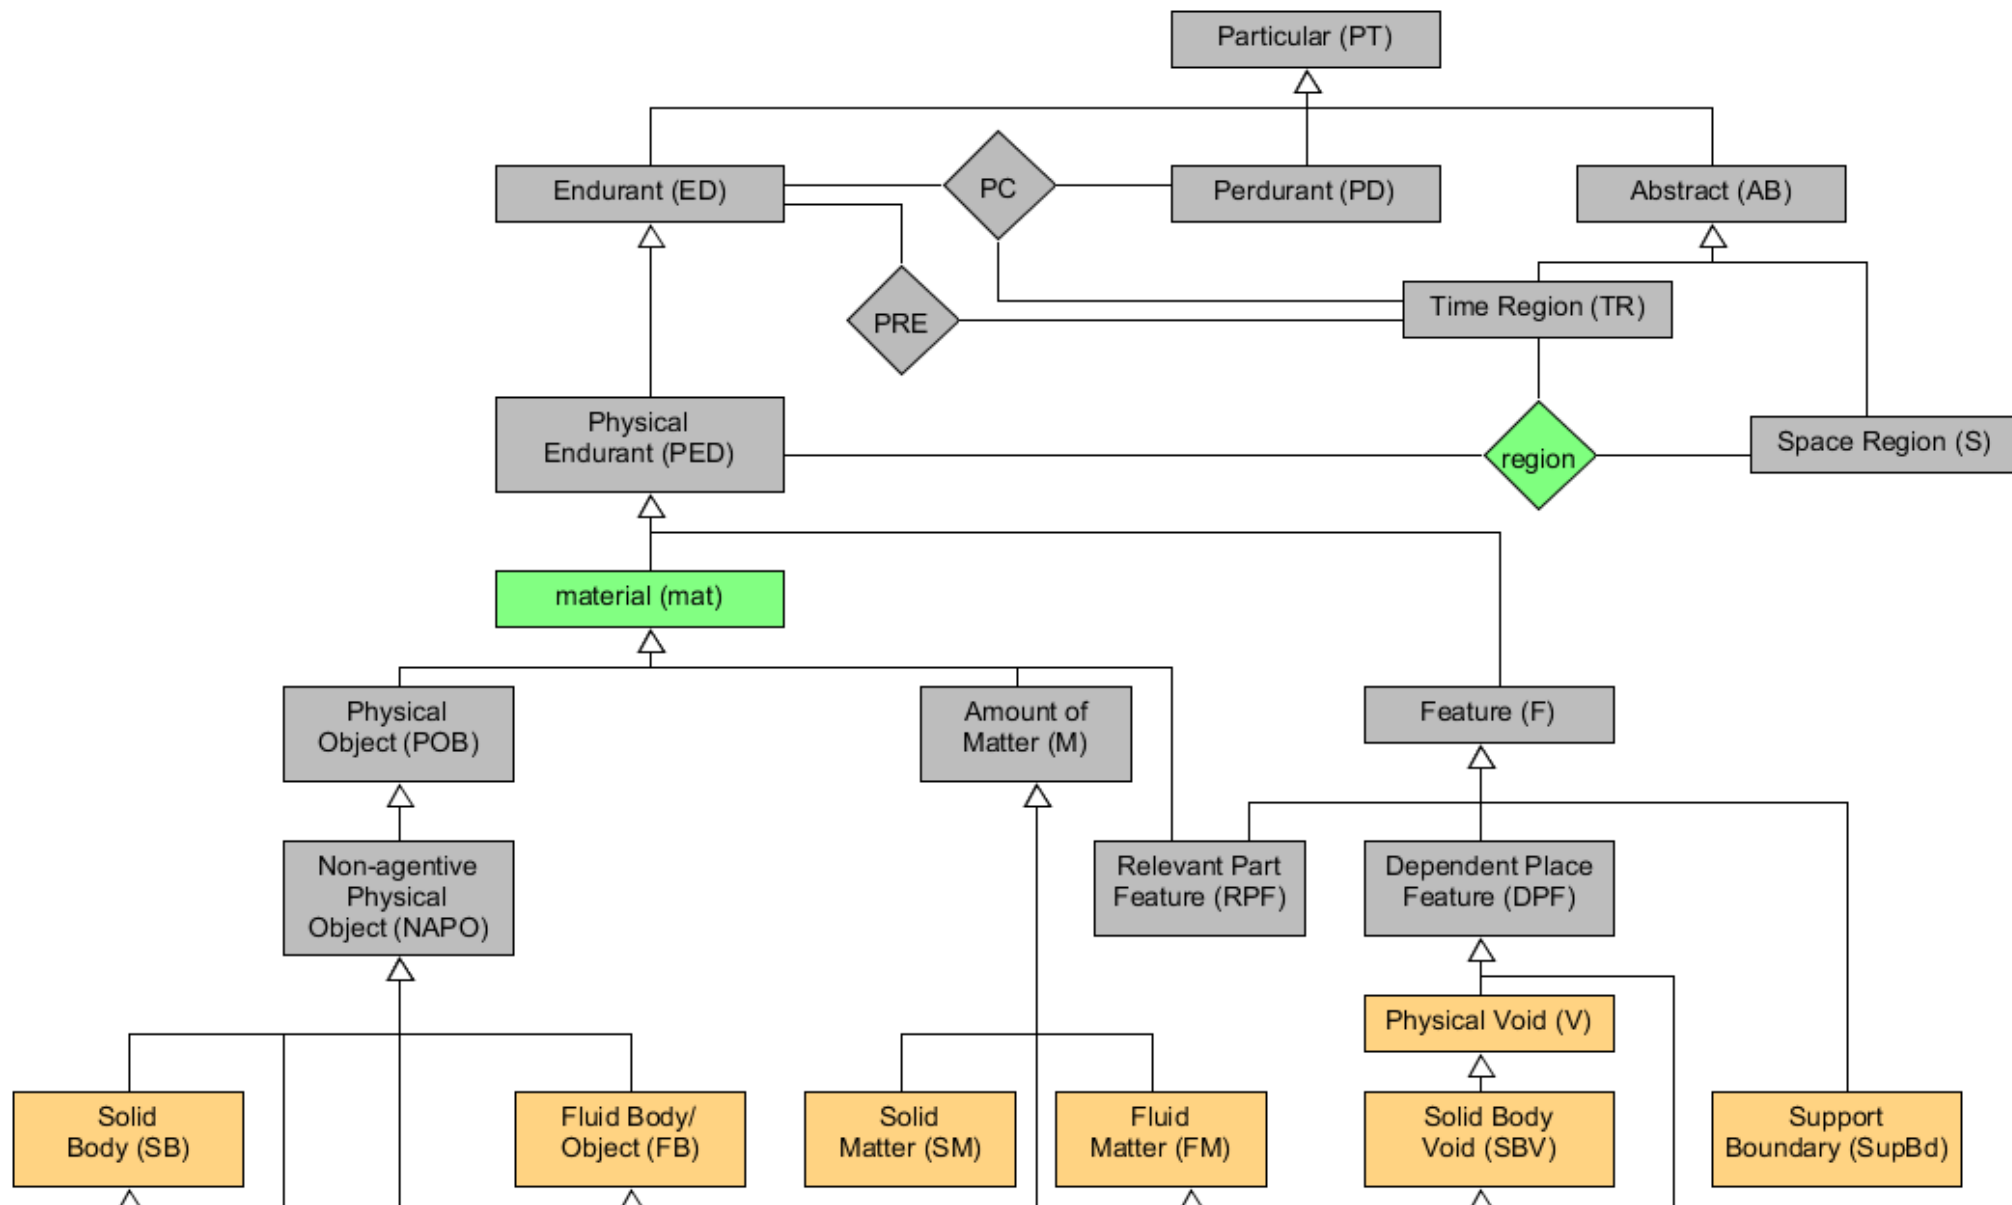 Particular (PT)
Endurant (ED)
PC
Perdurant (PD)
Abstract (AB)
PRE
Time Region (TR)
Physical
Endurant (PED)
region
Space Region (S)
material (mat)
Physical
Object (POB)
Amount of
Matter (M)
Feature (F)
Non-agentive
Physical
Object (NAPO)
Relevant Part
Feature (RPF)
Dependent Place
Feature (DPF)
Physical Void (V)
Solid
Body (SB)
Fluid Body/
Object (FB)
Solid
Matter (SM)
Fluid
Matter (FM)
Solid Body
Void (SBV)
Support
Boundary (SupBd)